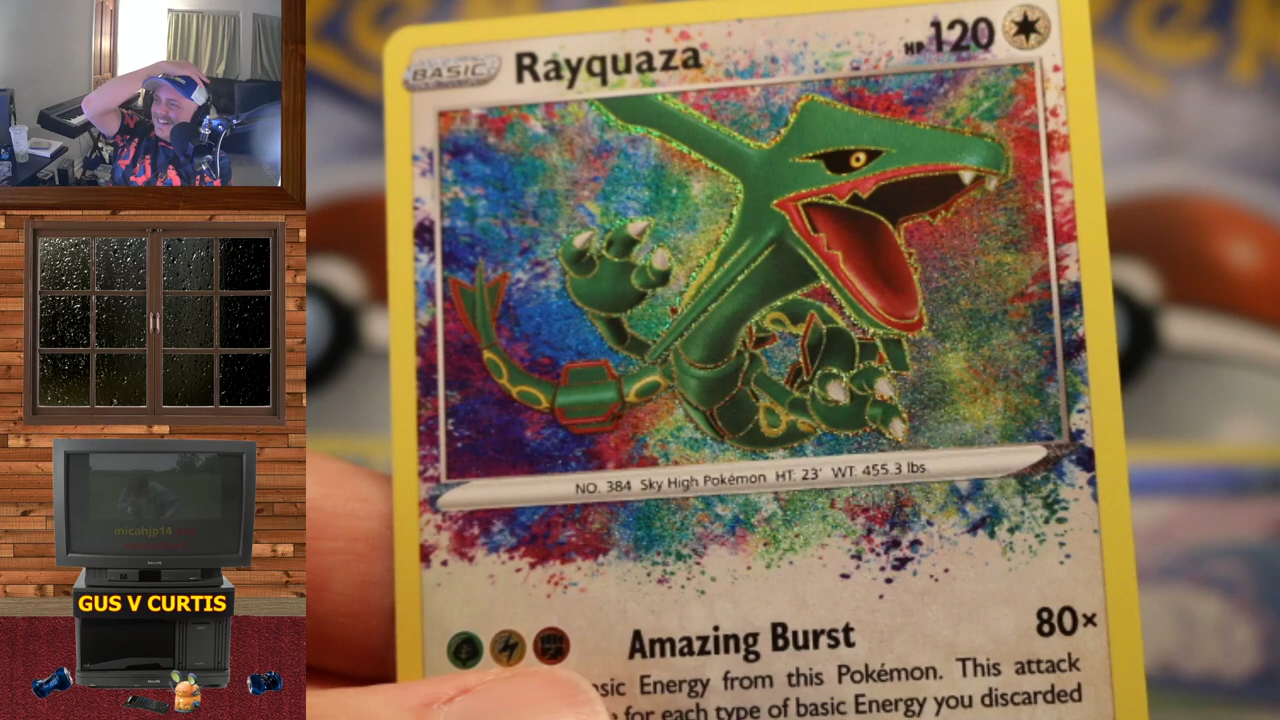 BASIC Rayquaza HP 120
NO. 384 Sky High Pokémon HT: 23' WT: 455.3 lbs
Amazing Burst 80×
Energy from this Pokémon. This attack
for each type of basic Energy you discarded
micahjp14
PHILIPS
GUS V CURTIS